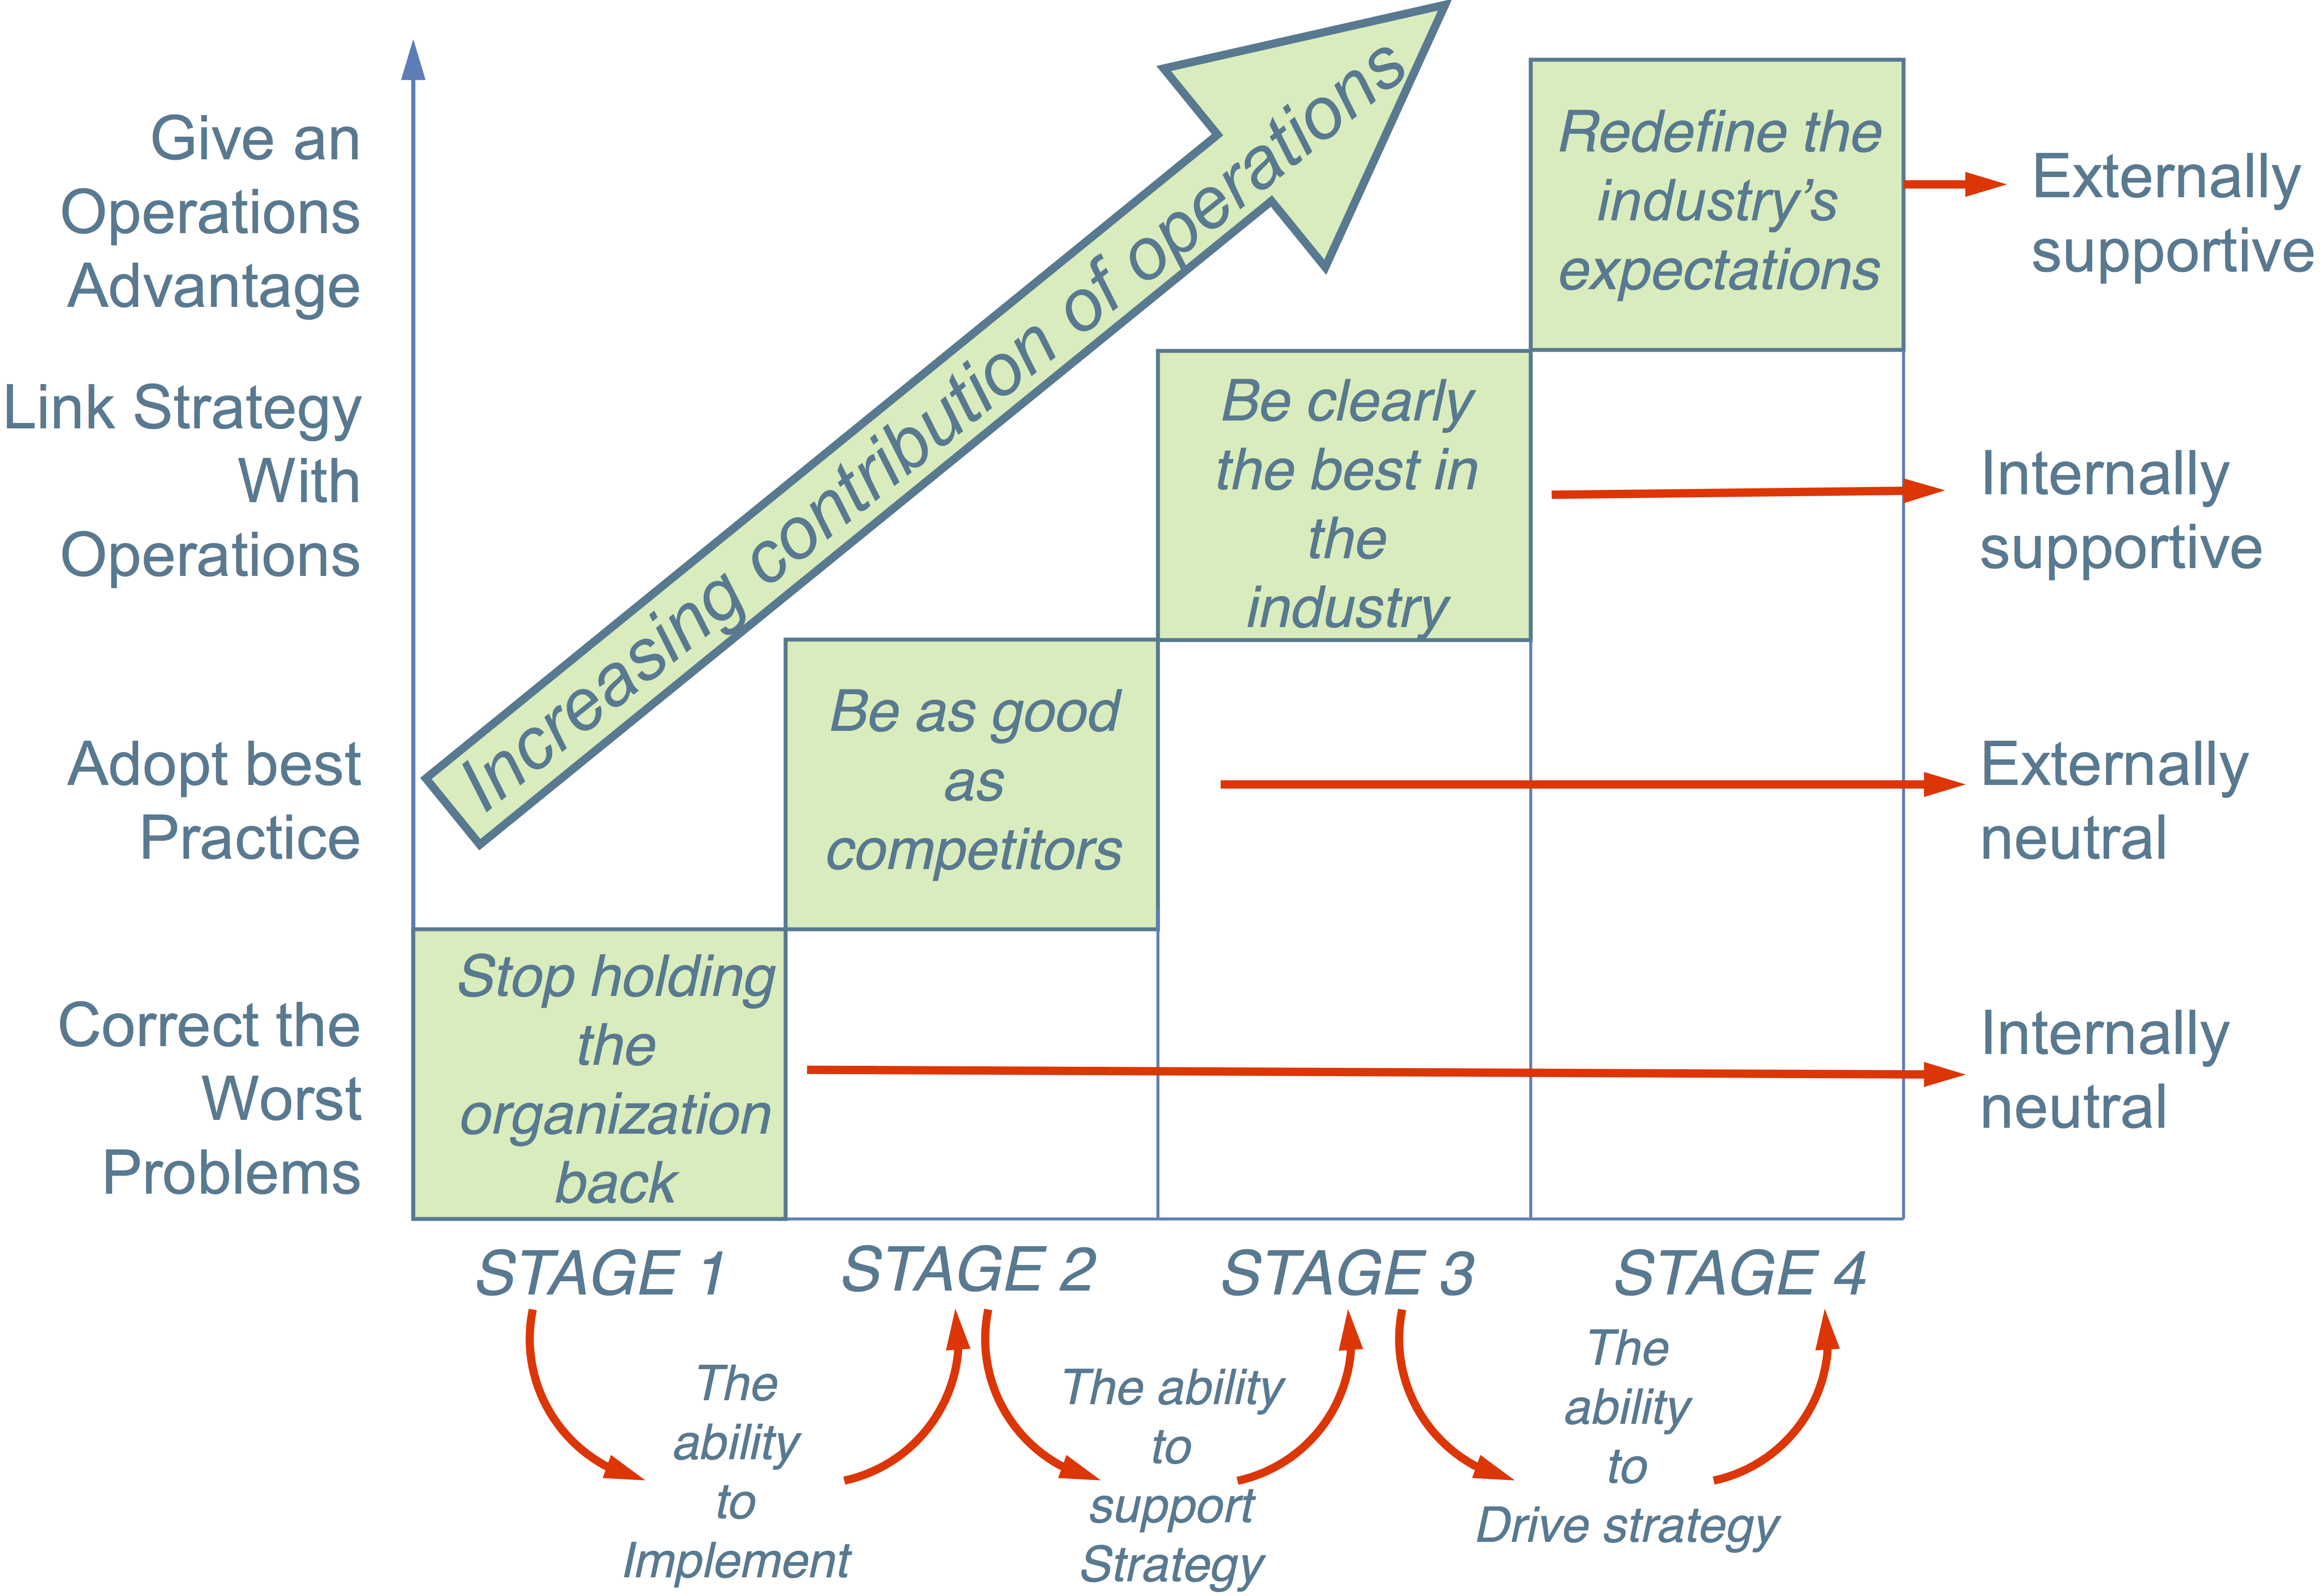 Give an
Operations
Advantage
Link Strategy
With
Operations
Adopt best
Practice
Correct the
Worst
Problems
Increasing contribution of operations
Redefine the
industry’s
expectations
Be clearly
the best in
the
industry
Be as good
as
competitors
Stop holding
the
organization
back
Externally
supportive
Internally
supportive
Externally
neutral
Internally
neutral
STAGE 1
STAGE 2
STAGE 3
STAGE 4
The
ability
to
Implement
The ability
to
support
Strategy
The
ability
to
Drive strategy